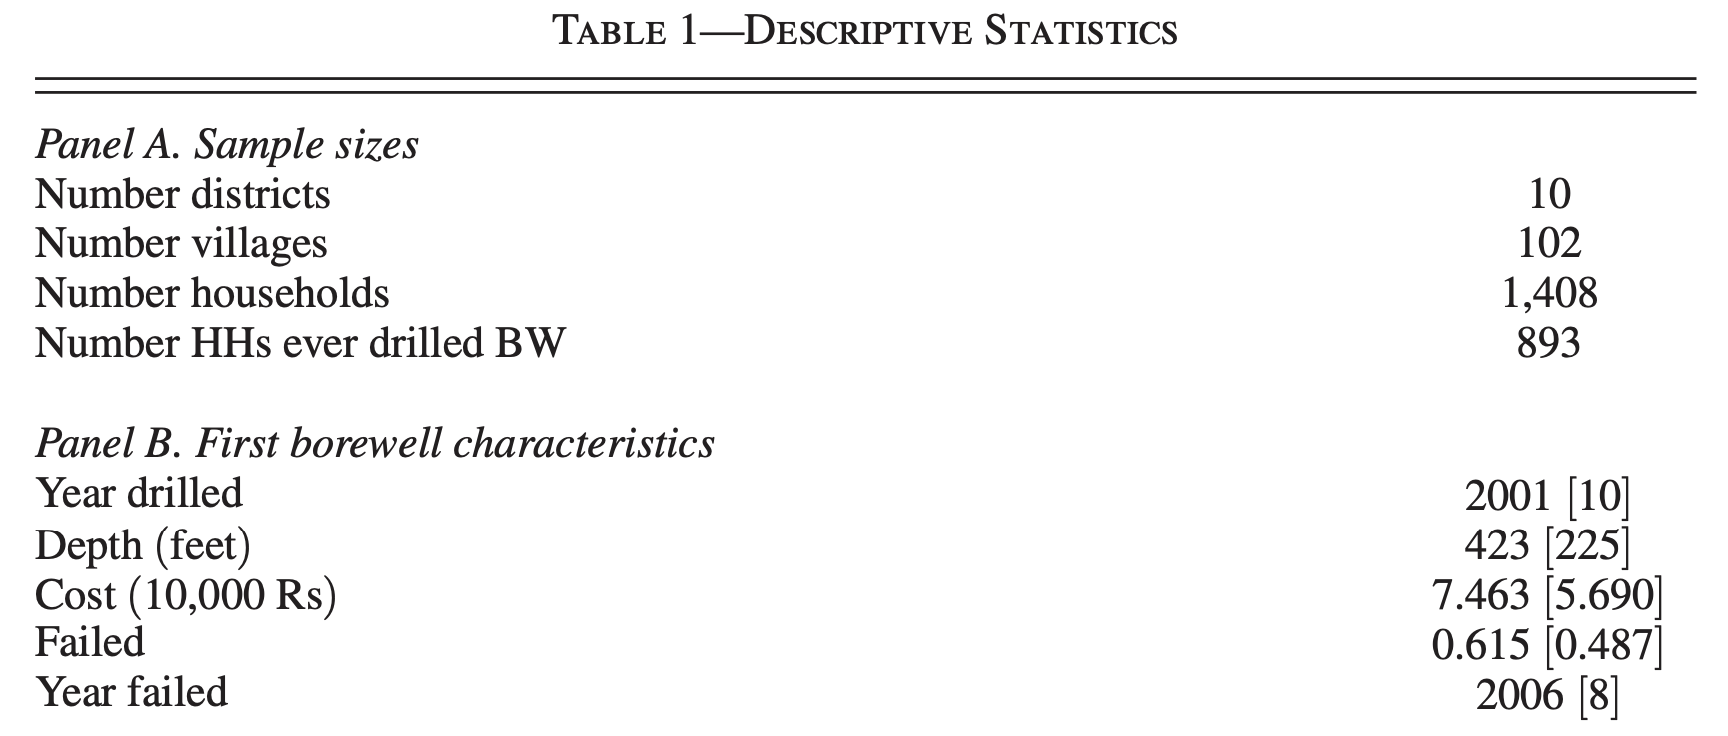 TABLE 1—DESCRIPTIVE STATISTICS
Panel A. Sample sizes
Number districts 10
Number villages 102
Number households 1,408
Number HHs ever drilled BW 893
Panel B. First borewell characteristics
Year drilled 2001 [10]
Depth (feet) 423 [225]
Cost (10,000 Rs) 7.463 [5.690]
Failed 0.615 [0.487]
Year failed 2006 [8]